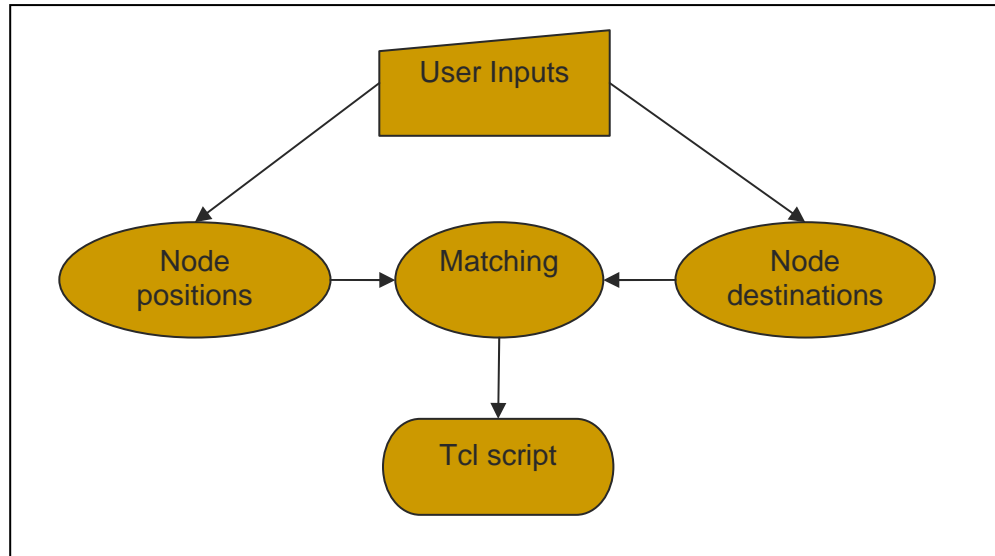 User Inputs
Node
positions
Matching
Node
destinations
Tcl script